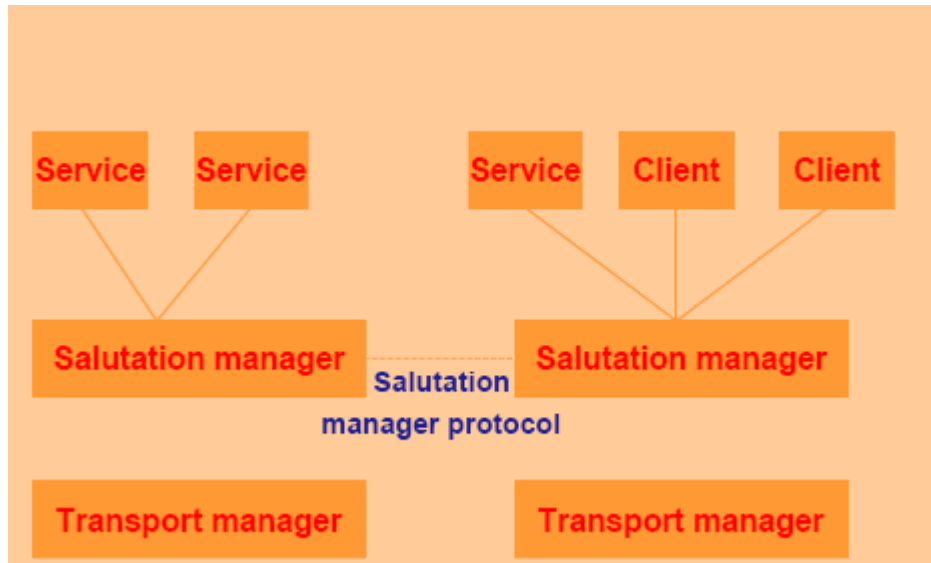 Service Service Service Client Client
Salutation manager Salutation manager
Salutation
manager protocol
Transport manager Transport manager